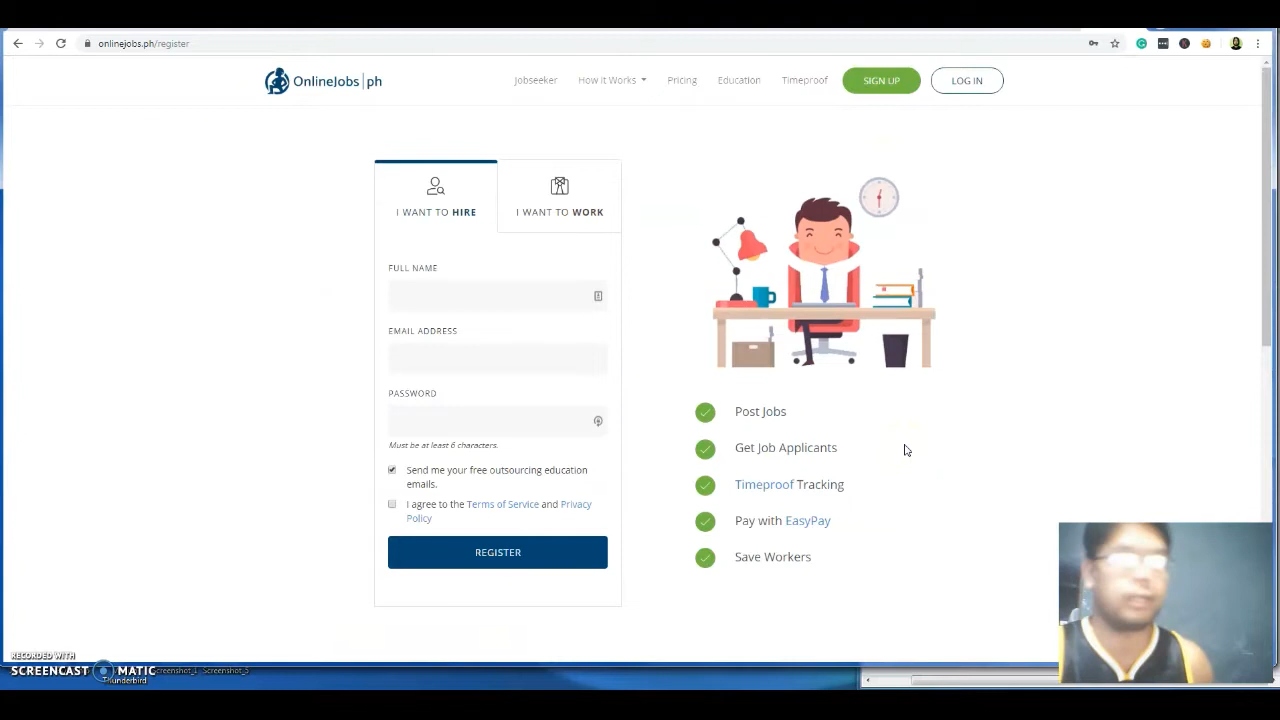 onlinejobs.ph/register
OnlineJobs ph
Jobseeker
How it Works
Pricing
Education
Timeproof
SIGN UP
LOG IN
I WANT TO HIRE
I WANT TO WORK
FULL NAME
EMAIL ADDRESS
PASSWORD
Must be at least 6 characters.
Send me your free outsourcing education
emails.
I agree to the Terms of Service and Privacy
Policy
REGISTER
Post Jobs
Get Job Applicants
Timeproof Tracking
Pay with EasyPay
Save Workers
RECORDED WITH
SCREENCAST MATIC
Screenshot_1 Screenshot_5
Thunderbird